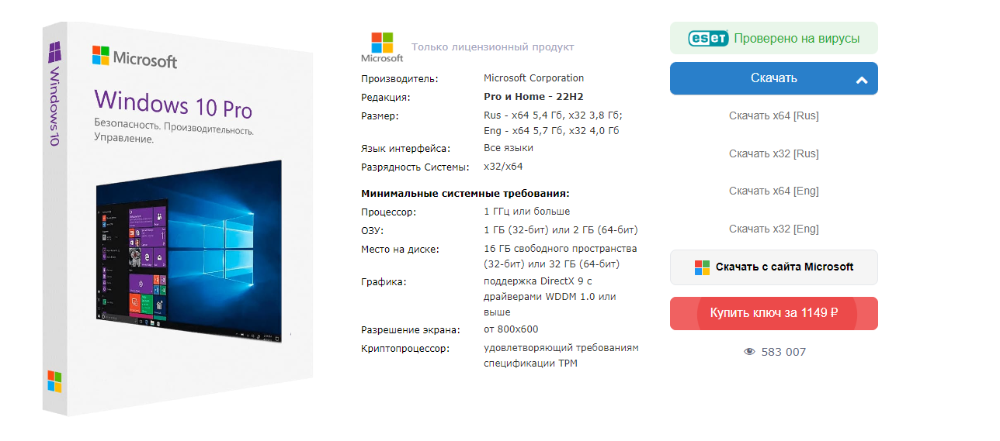 Microsoft
Windows 10 Pro
Безопасность. Производительность.
Управление.
Windows 10
Microsoft
Только лицензионный продукт
Производитель: Microsoft Corporation
Редакция: Pro и Home - 22H2
Размер: Rus - x64 5,4 Гб, x32 3,8 Гб;
Eng - x64 5,7 Гб, x32 4,0 Гб
Язык интерфейса: Все языки
Разрядность Системы: x32/x64
Минимальные системные требования:
Процессор: 1 ГГц или больше
ОЗУ: 1 ГБ (32-бит) или 2 ГБ (64-бит)
Место на диске: 16 ГБ свободного пространства
(32-бит) или 32 ГБ (64-бит)
Графика: поддержка DirectX 9 с
драйверами WDDM 1.0 или
выше
Разрешение экрана: от 800x600
Криптопроцессор: удовлетворяющий требованиям
спецификации TPM
eset Проверено на вирусы
Скачать
Скачать x64 [Rus]
Скачать x32 [Rus]
Скачать x64 [Eng]
Скачать x32 [Eng]
Скачать с сайта Microsoft
Купить ключ за 1149 ₽
583 007